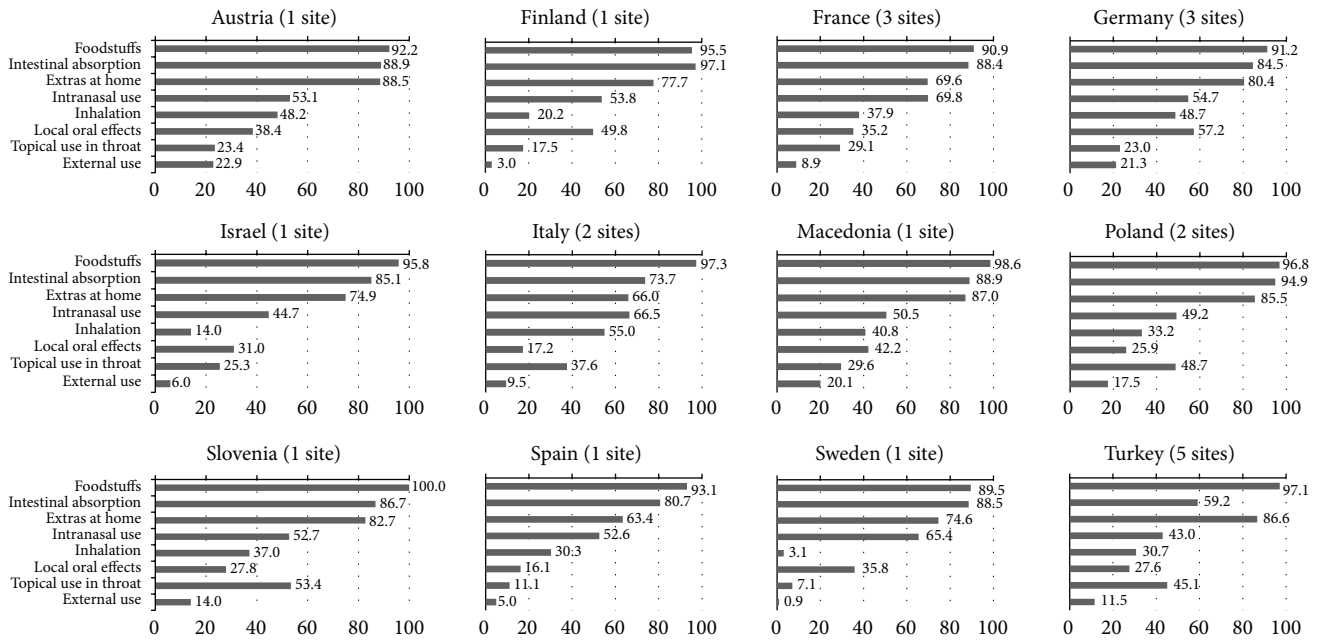 Austria (1 site)
Foodstuffs 92.2
Intestinal absorption 88.9
Extras at home 88.5
Intranasal use 53.1
Inhalation 48.2
Local oral effects 38.4
Topical use in throat 23.4
External use 22.9
0 20 40 60 80 100
Finland (1 site)
95.5
97.1
77.7
53.8
20.2
49.8
17.5
3.0
0 20 40 60 80 100
France (3 sites)
90.9
88.4
69.6
69.8
37.9
35.2
29.1
8.9
0 20 40 60 80 100
Germany (3 sites)
91.2
84.5
80.4
54.7
48.7
57.2
23.0
21.3
0 20 40 60 80 100
Israel (1 site)
Foodstuffs 95.8
Intestinal absorption 85.1
Extras at home 74.9
Intranasal use 44.7
Inhalation 14.0
Local oral effects 31.0
Topical use in throat 25.3
External use 6.0
0 20 40 60 80 100
Italy (2 sites)
97.3
73.7
66.0
66.5
55.0
17.2
37.6
9.5
0 20 40 60 80 100
Macedonia (1 site)
98.6
88.9
87.0
50.5
40.8
42.2
29.6
20.1
0 20 40 60 80 100
Poland (2 sites)
96.8
94.9
85.5
49.2
33.2
25.9
48.7
17.5
0 20 40 60 80 100
Slovenia (1 site)
Foodstuffs 100.0
Intestinal absorption 86.7
Extras at home 82.7
Intranasal use 52.7
Inhalation 37.0
Local oral effects 27.8
Topical use in throat 53.4
External use 14.0
0 20 40 60 80 100
Spain (1 site)
93.1
80.7
63.4
52.6
30.3
16.1
11.1
5.0
0 20 40 60 80 100
Sweden (1 site)
89.5
88.5
74.6
65.4
3.1
35.8
7.1
0.9
0 20 40 60 80 100
Turkey (5 sites)
97.1
59.2
86.6
43.0
30.7
27.6
45.1
11.5
0 20 40 60 80 100